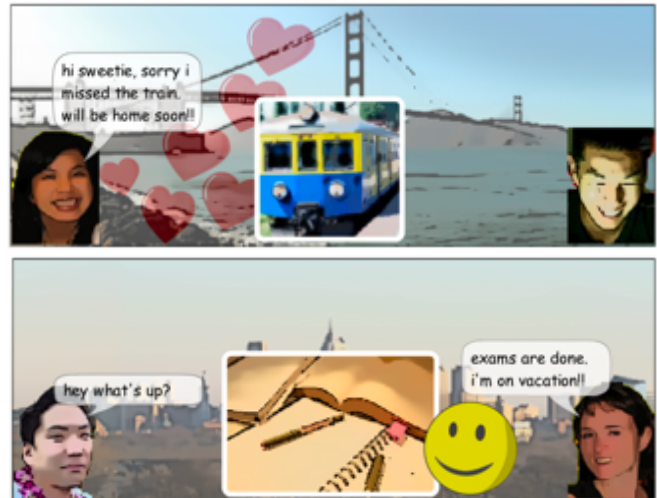 hi sweetie, sorry i
missed the train.
will be home soon!!
hey what's up?
exams are done.
i'm on vacation!!